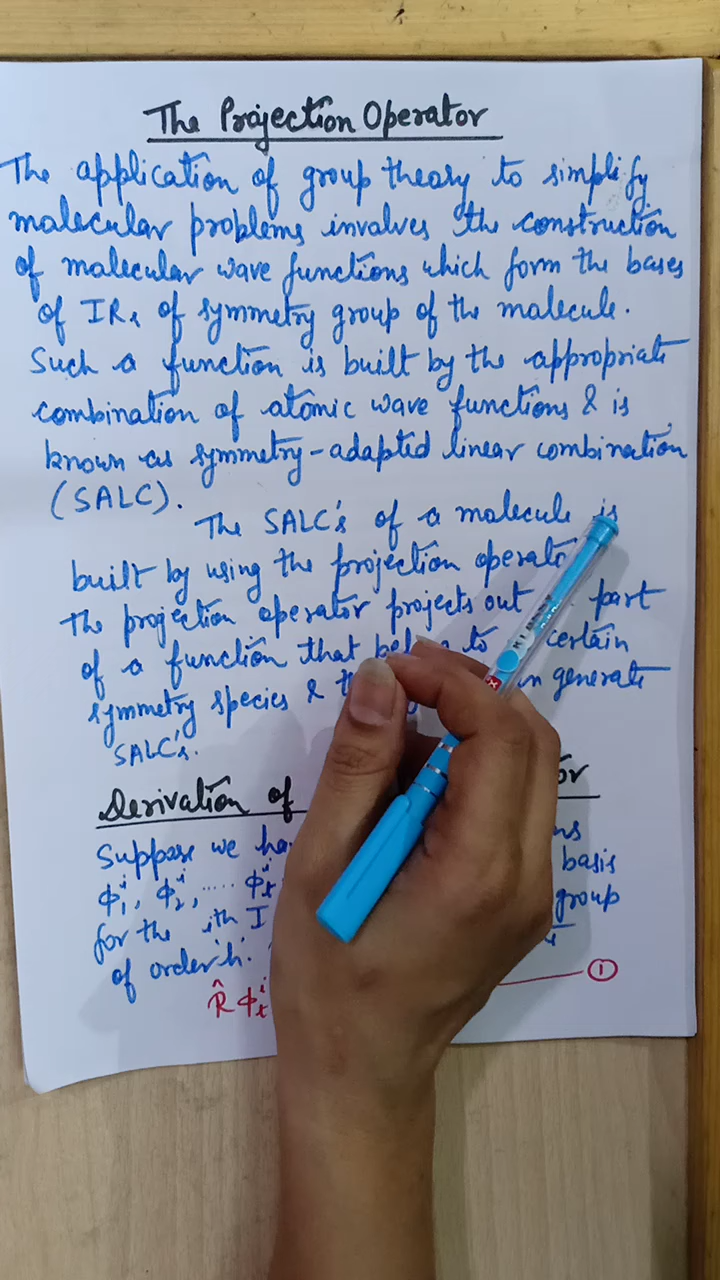 The Projection Operator
The application of group theory to simplify
molecular problems involves the construction
of molecular wave functions which form the bases
of IRs of symmetry group of the molecule.
Such a function is built by the appropriate
combination of atomic wave functions & is
known as symmetry-adapted linear combination
(SALC).
The SALC's of a molecule is
built by using the projection
the projection operator projects out part
of a function that to certain
symmetry species & generate
SALC's.
Derivation of
Suppose we
ϕ₁ⁱ, ϕ₂ⁱ, ..... ϕₜⁱ basis
for the ith group
of order h.
R̂ ϕₜⁱ ①